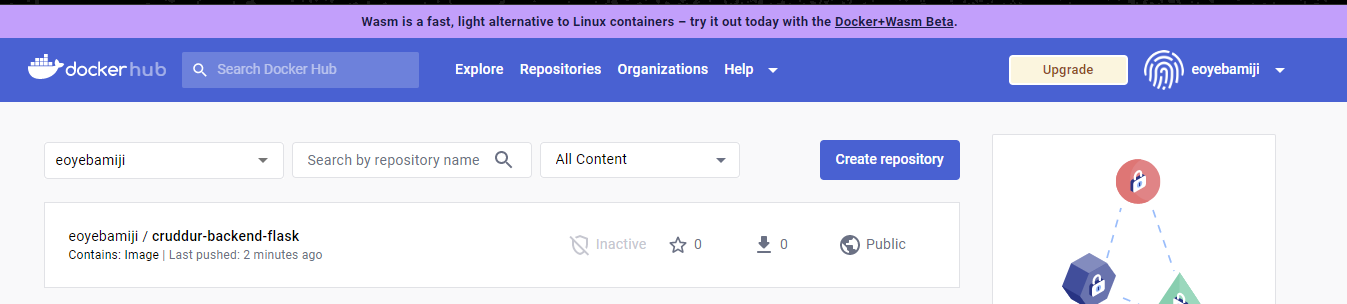 Wasm is a fast, light alternative to Linux containers – try it out today with the Docker+Wasm Beta.
dockerhub Search Docker Hub Explore Repositories Organizations Help Upgrade eoyebamiji
eoyebamiji Search by repository name All Content Create repository
eoyebamiji / cruddur-backend-flask Inactive 0 0 Public
Contains: Image | Last pushed: 2 minutes ago